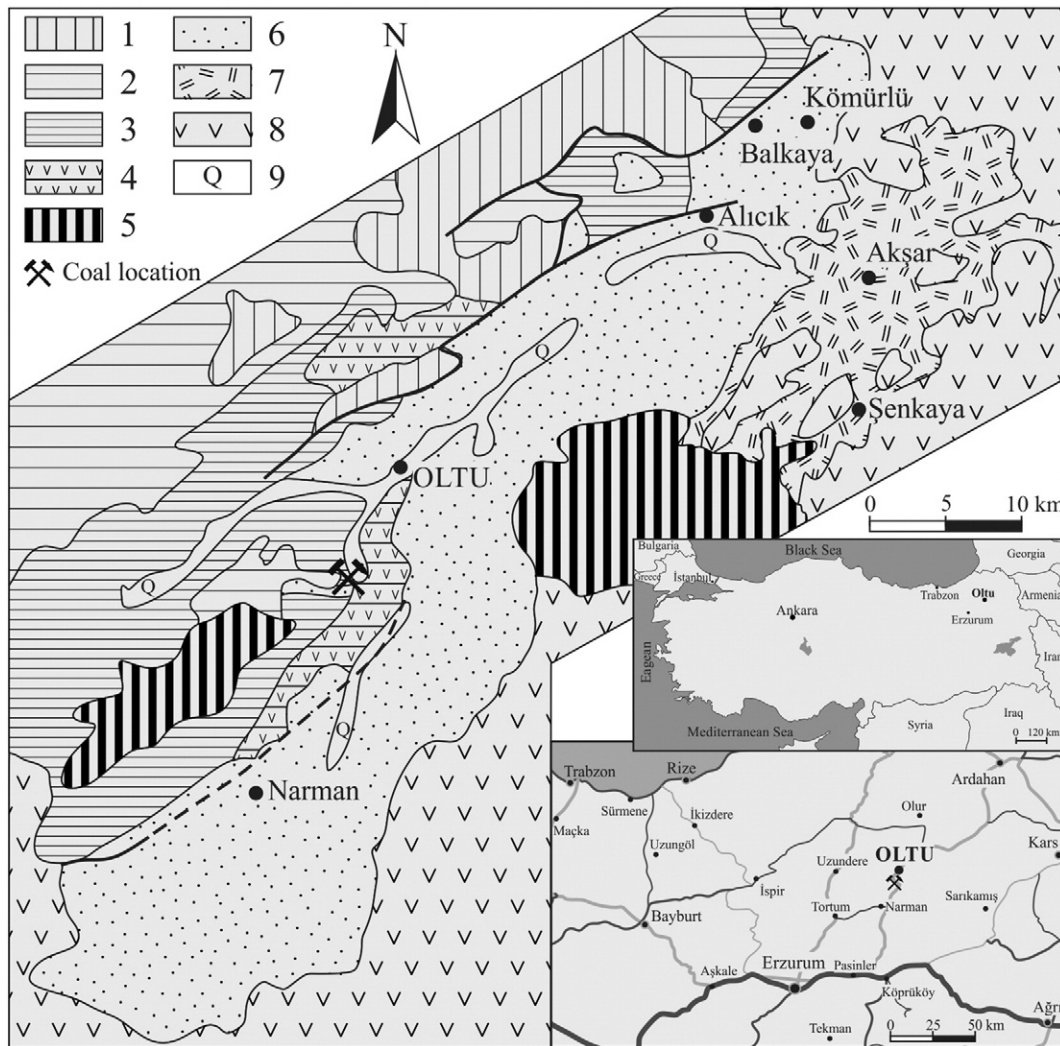 1
2
3
4
5
6
7
8
9
Q
Coal location
N
Kömürlü
Balkaya
Alıcık
Q
Akşar
Q
Senkaya
OLTU
Q
Q
Narman
0 10 km
Bulgaria
Black Sea
Georgia
Greece
İstanbul
Trabzon
Oltu
Armenia
Ankara
Erzurum
Eagean
Iran
Mediterranean Sea
Syria
Iraq
0 120 km
Trabzon
Rize
Ardahan
Sürmene
Maçka
İkizdere
Olur
Uzungöl
Kars
Uzundere
OLTU
İspir
Bayburt
Tortum
Narman
Sarıkamış
Aşkale
Erzurum
Pasinler
Köprüköy
Ağrı
Tekman
0 25 50 km